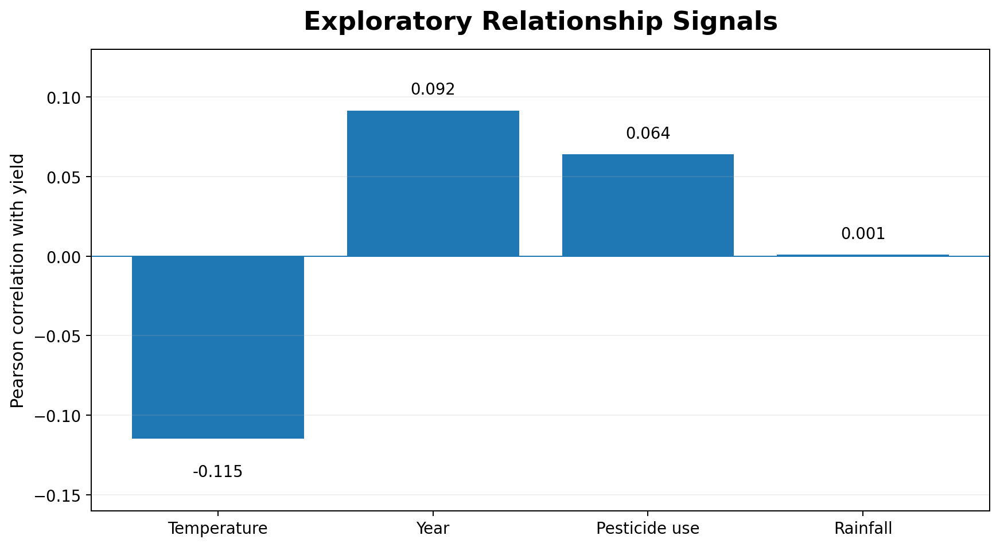 Exploratory Relationship Signals
Pearson correlation with yield
0.10
0.05
0.00
−0.05
−0.10
−0.15
-0.115
0.092
0.064
0.001
Temperature
Year
Pesticide use
Rainfall